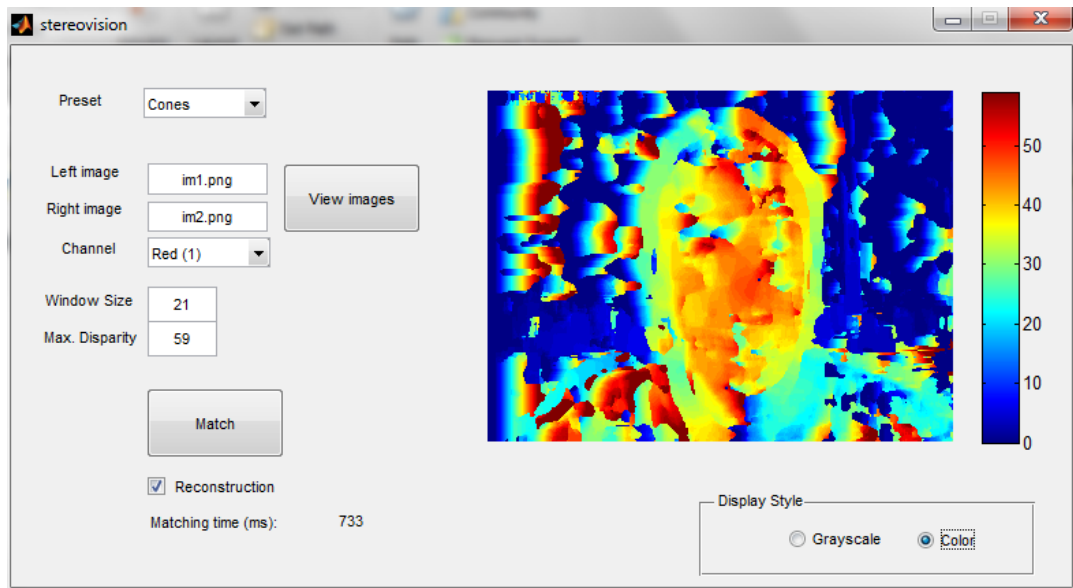 stereovision
Preset
Cones
Left image
im1.png
Right image
im2.png
View images
Channel
Red (1)
Window Size
21
Max. Disparity
59
Match
Reconstruction
Matching time (ms): 733
50
40
30
20
10
0
Display Style
Grayscale
Color